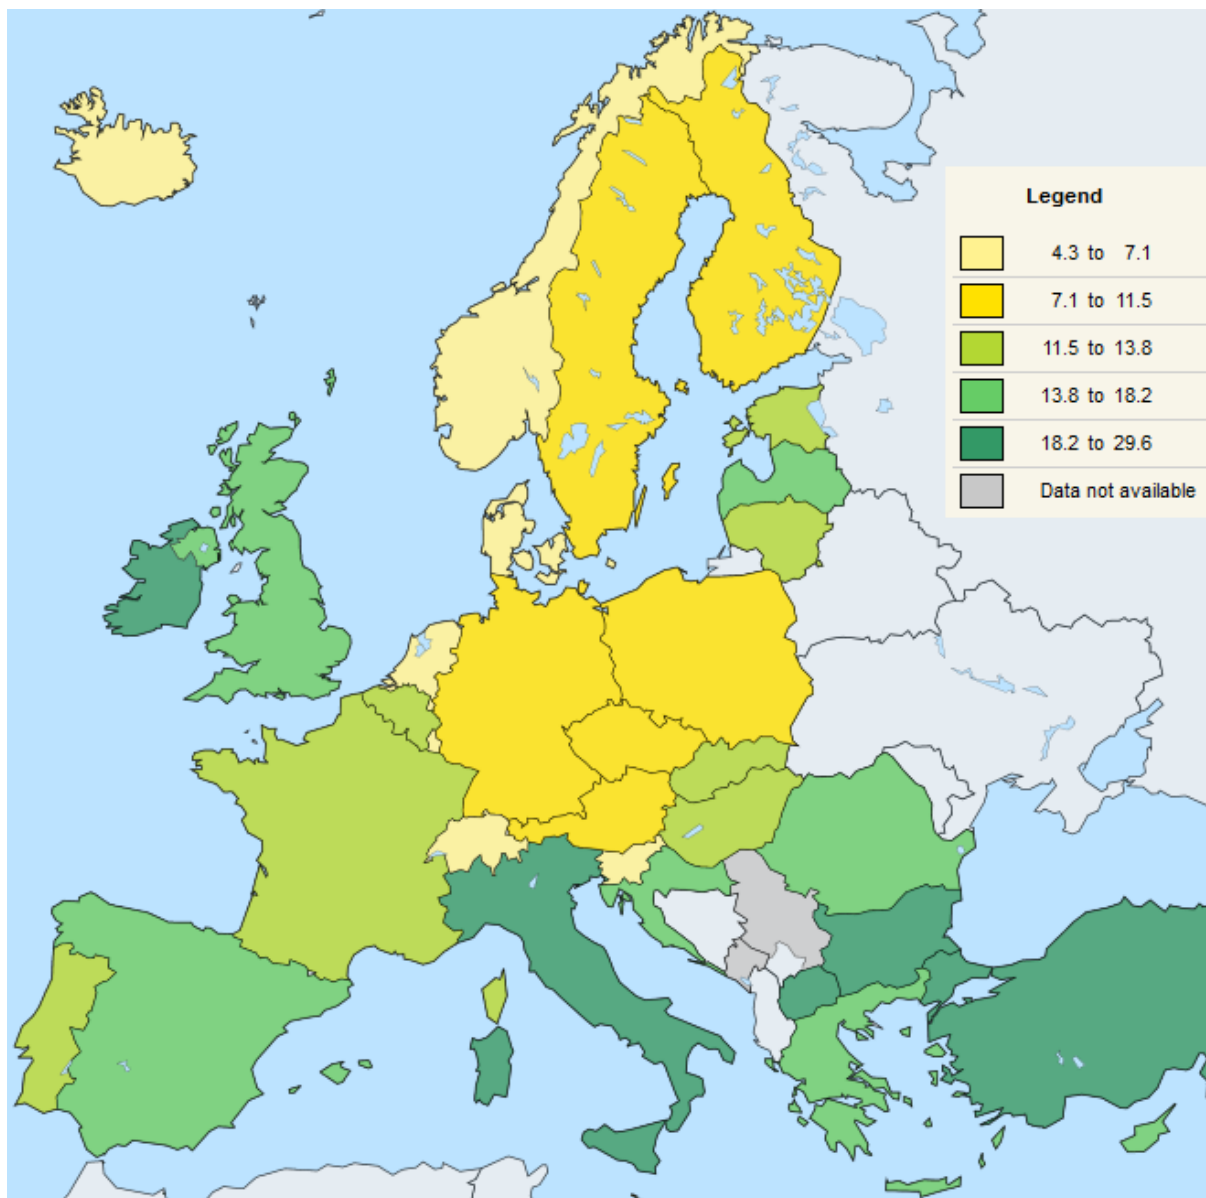 Legend
4.3 to 7.1
7.1 to 11.5
11.5 to 13.8
13.8 to 18.2
18.2 to 29.6
Data not available